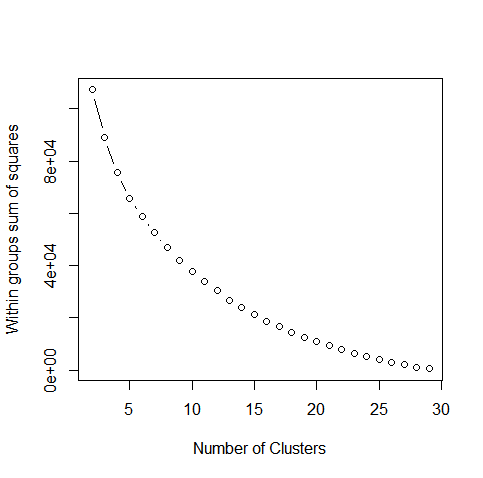 Within groups sum of squares
8e+04
4e+04
0e+00
5 10 15 20 25 30
Number of Clusters